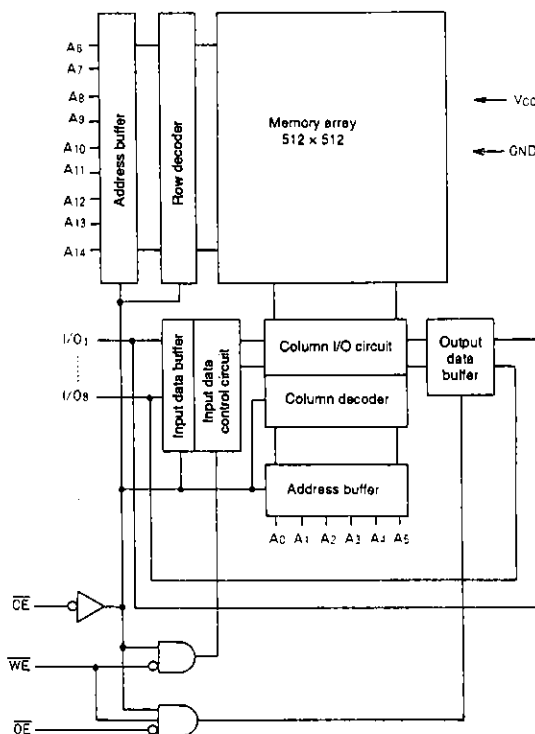 A6
A7
A8
A9
A10
A11
A12
A13
A14
Address buffer
Row decoder
Memory array
512 × 512
VCC
GND
I/O1
I/O8
Input data buffer
Input data
control circuit
Column I/O circuit
Column decoder
Output
data
buffer
Address buffer
A0 A1 A2 A3 A4 A5
CE
WE
OE